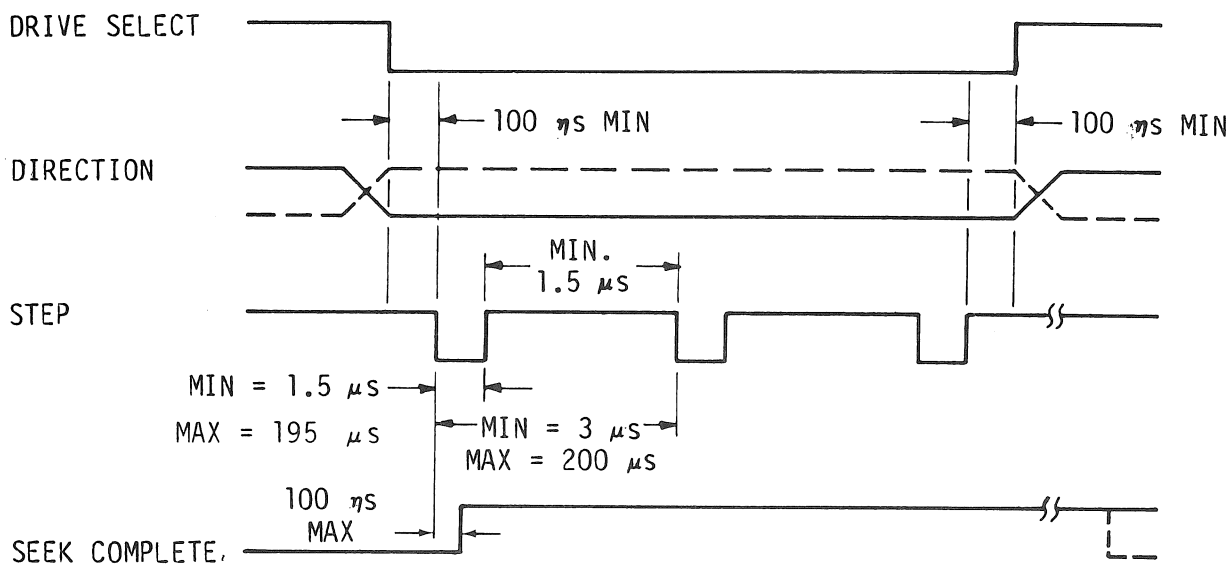 DRIVE SELECT
100 ηs MIN
100 ηs MIN
DIRECTION
MIN.
1.5 μs
STEP
MIN = 1.5 μs
MAX = 195 μs
MIN = 3 μs
MAX = 200 μs
100 ηs
MAX
SEEK COMPLETE